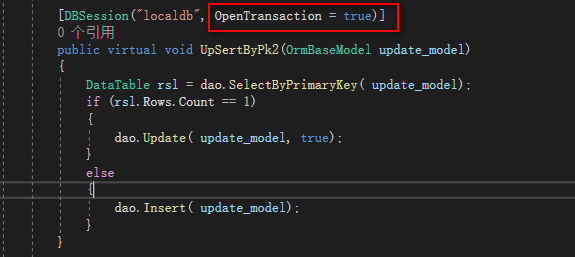 [DBSession("localdb", OpenTransaction = true)]
0 个引用
public virtual void UpSertByPk2(OrmBaseModel update_model)
{
DataTable rsl = dao.SelectByPrimaryKey( update_model);
if (rsl.Rows.Count == 1)
{
dao.Update( update_model, true);
}
else
{
dao.Insert( update_model);
}
}